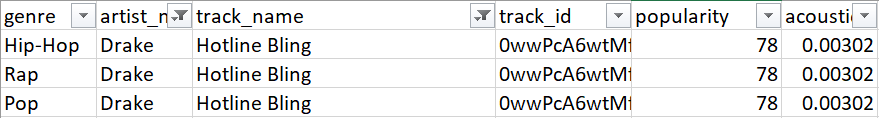 genre artist_n track_name track_id popularity acousti
Hip-Hop Drake Hotline Bling 0wwPcA6wtMf 78 0.00302
Rap Drake Hotline Bling 0wwPcA6wtMf 78 0.00302
Pop Drake Hotline Bling 0wwPcA6wtMf 78 0.00302